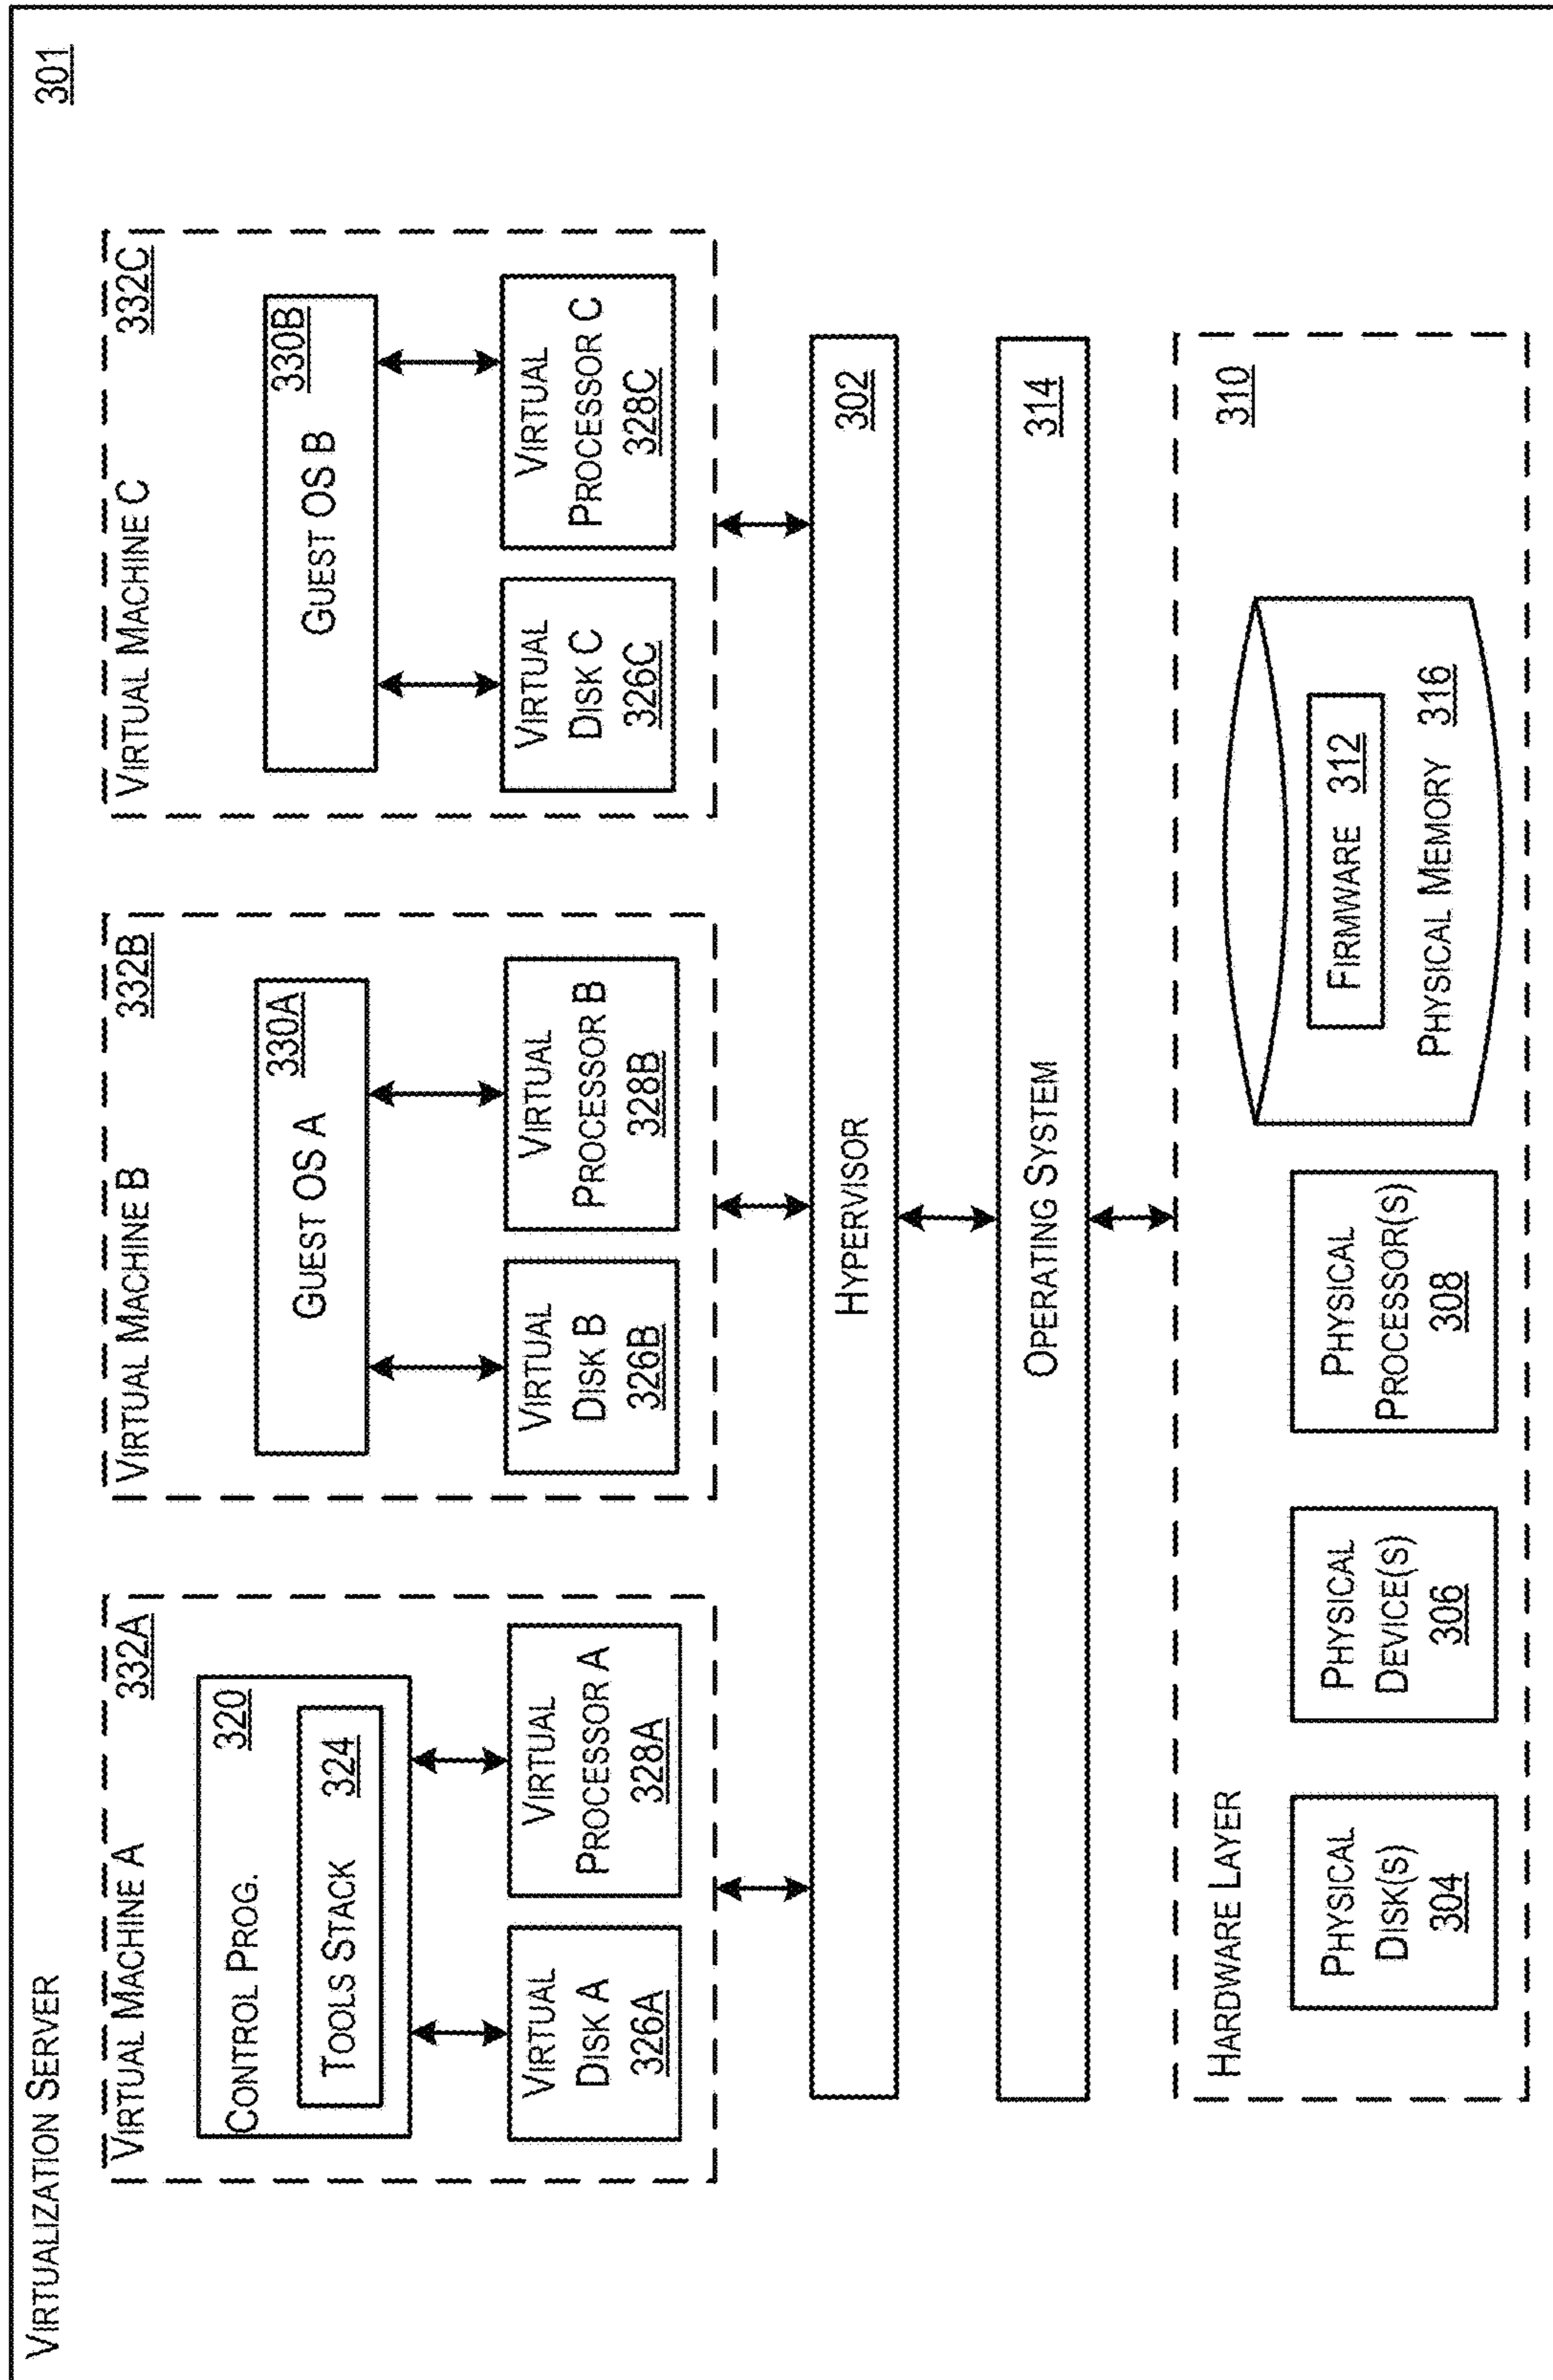 VIRTUALIZATION SERVER
301
VIRTUAL MACHINE A
332A
CONTROL PROG.
320
TOOLS STACK
324
VIRTUAL
DISK A
326A
VIRTUAL
PROCESSOR A
328A
VIRTUAL MACHINE B
332B
GUEST OS A
330A
VIRTUAL
DISK B
326B
VIRTUAL
PROCESSOR B
328B
VIRTUAL MACHINE C
332C
GUEST OS B
330B
VIRTUAL
DISK C
326C
VIRTUAL
PROCESSOR C
328C
HYPERVISOR
302
OPERATING SYSTEM
314
HARDWARE LAYER
310
PHYSICAL
DISK(S)
304
PHYSICAL
DEVICE(S)
306
PHYSICAL
PROCESSOR(S)
308
FIRMWARE 312
PHYSICAL MEMORY 316